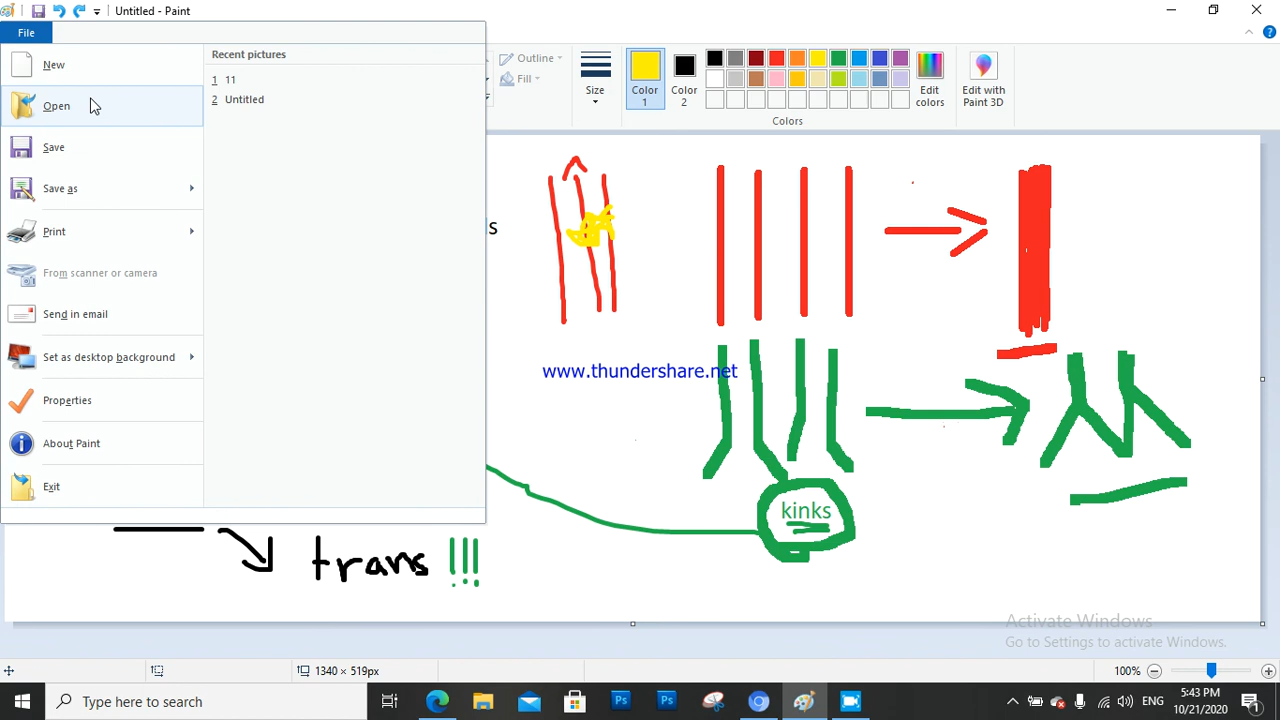 Untitled - Paint
File
New
Open
Save
Save as
Print
From scanner or camera
Send in email
Set as desktop background
Properties
About Paint
Exit
Recent pictures
1 11
2 Untitled
Outline
Fill
Size
Color 1
Color 2
Edit colors
Edit with Paint 3D
Colors
s
www.thundershare.net
kinks
trans !!!
Activate Windows
Go to Settings to activate Windows.
1340 × 519px
100%
Type here to search
ENG
5:43 PM
10/21/2020